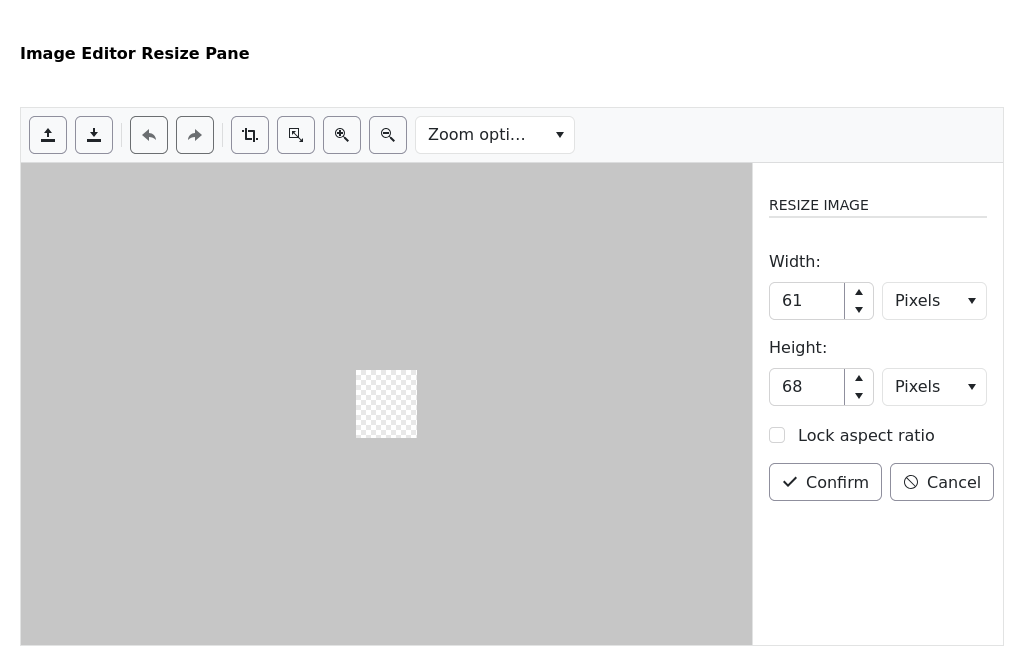 Image Editor Resize Pane
Zoom opti...
RESIZE IMAGE
Width:
61
Pixels
Height:
68
Pixels
Lock aspect ratio
Confirm
Cancel